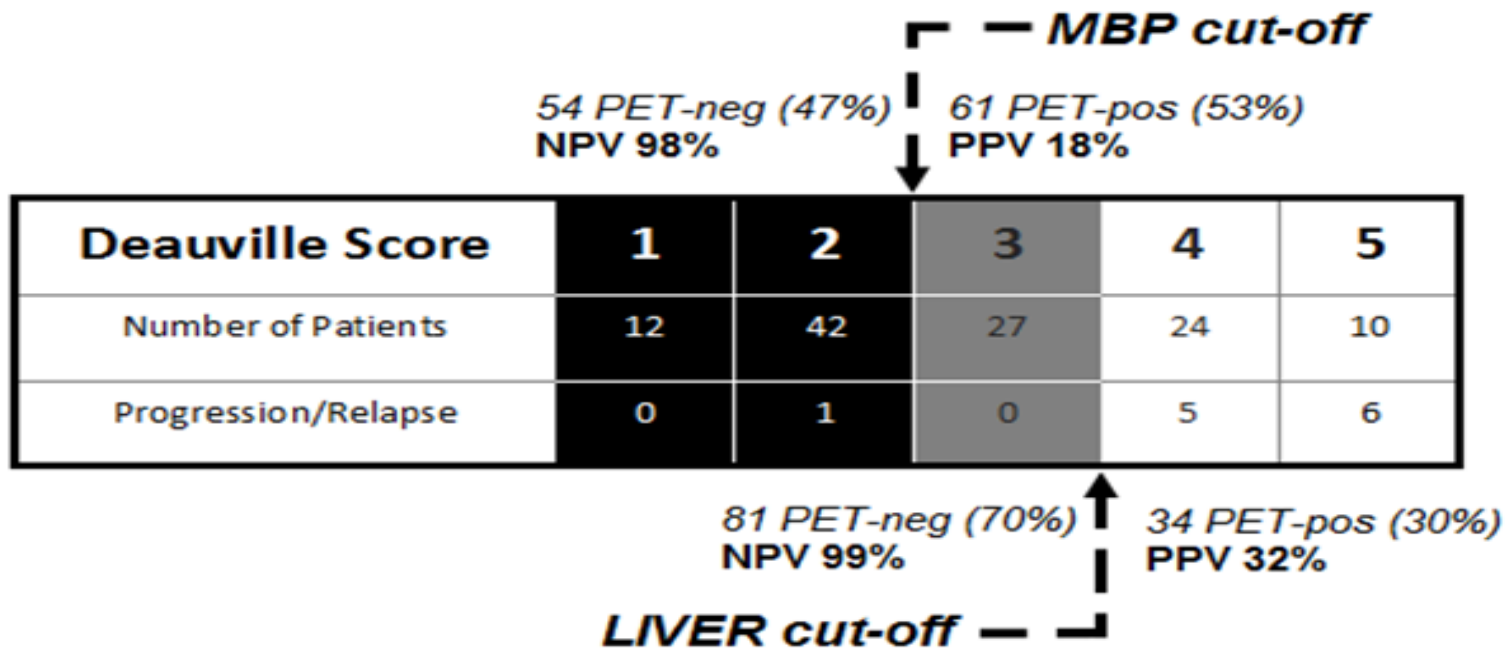 MBP cut-off
54 PET-neg (47%) 61 PET-pos (53%)
NPV 98% PPV 18%
Deauville Score 1 2 3 4 5
Number of Patients 12 42 27 24 10
Progression/Relapse 0 1 0 5 6
81 PET-neg (70%) 34 PET-pos (30%)
NPV 99% PPV 32%
LIVER cut-off